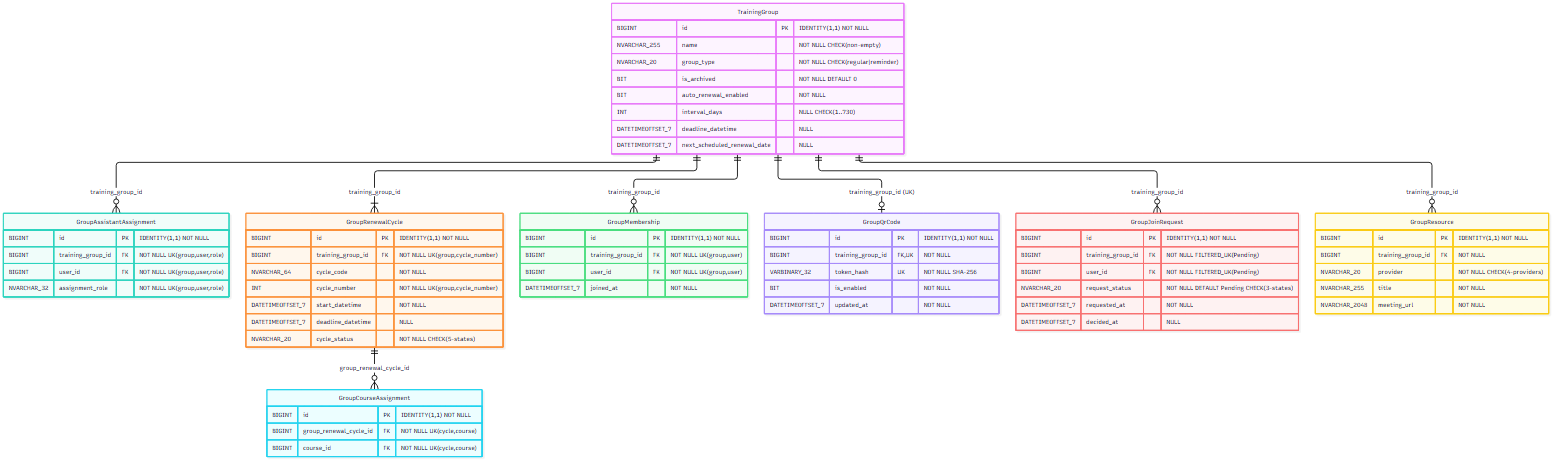 TrainingGroup
BIGINT id PK IDENTITY(1,1) NOT NULL
NVARCHAR_255 name NOT NULL CHECK(non-empty)
NVARCHAR_20 group_type NOT NULL CHECK(regular|reminder)
BIT is_archived NOT NULL DEFAULT 0
BIT auto_renewal_enabled NOT NULL
INT interval_days NULL CHECK(1..730)
DATETIMEOFFSET_7 deadline_datetime NULL
DATETIMEOFFSET_7 next_scheduled_renewal_date NULL
training_group_id
training_group_id
training_group_id
training_group_id (UK)
training_group_id
training_group_id
GroupAssistantAssignment
BIGINT id PK IDENTITY(1,1) NOT NULL
BIGINT training_group_id FK NOT NULL UK(group,user,role)
BIGINT user_id FK NOT NULL UK(group,user,role)
NVARCHAR_32 assignment_role NOT NULL UK(group,user,role)
GroupRenewalCycle
BIGINT id PK IDENTITY(1,1) NOT NULL
BIGINT training_group_id FK NOT NULL UK(group,cycle_number)
NVARCHAR_64 cycle_code NOT NULL
INT cycle_number NOT NULL UK(group,cycle_number)
DATETIMEOFFSET_7 start_datetime NOT NULL
DATETIMEOFFSET_7 deadline_datetime NULL
NVARCHAR_20 cycle_status NOT NULL CHECK(5-states)
GroupMembership
BIGINT id PK IDENTITY(1,1) NOT NULL
BIGINT training_group_id FK NOT NULL UK(group,user)
BIGINT user_id FK NOT NULL UK(group,user)
DATETIMEOFFSET_7 joined_at NOT NULL
GroupQrCode
BIGINT id PK IDENTITY(1,1) NOT NULL
BIGINT training_group_id FK,UK NOT NULL
VARBINARY_32 token_hash UK NOT NULL SHA-256
BIT is_enabled NOT NULL
DATETIMEOFFSET_7 updated_at NOT NULL
GroupJoinRequest
BIGINT id PK IDENTITY(1,1) NOT NULL
BIGINT training_group_id FK NOT NULL FILTERED_UK(Pending)
BIGINT user_id FK NOT NULL FILTERED_UK(Pending)
NVARCHAR_20 request_status NOT NULL DEFAULT Pending CHECK(3-states)
DATETIMEOFFSET_7 requested_at NOT NULL
DATETIMEOFFSET_7 decided_at NULL
GroupResource
BIGINT id PK IDENTITY(1,1) NOT NULL
BIGINT training_group_id FK NOT NULL
NVARCHAR_20 provider NOT NULL CHECK(4-providers)
NVARCHAR_255 title NOT NULL
NVARCHAR_2048 meeting_url NOT NULL
group_renewal_cycle_id
GroupCourseAssignment
BIGINT id PK IDENTITY(1,1) NOT NULL
BIGINT group_renewal_cycle_id FK NOT NULL UK(cycle,course)
BIGINT course_id FK NOT NULL UK(cycle,course)